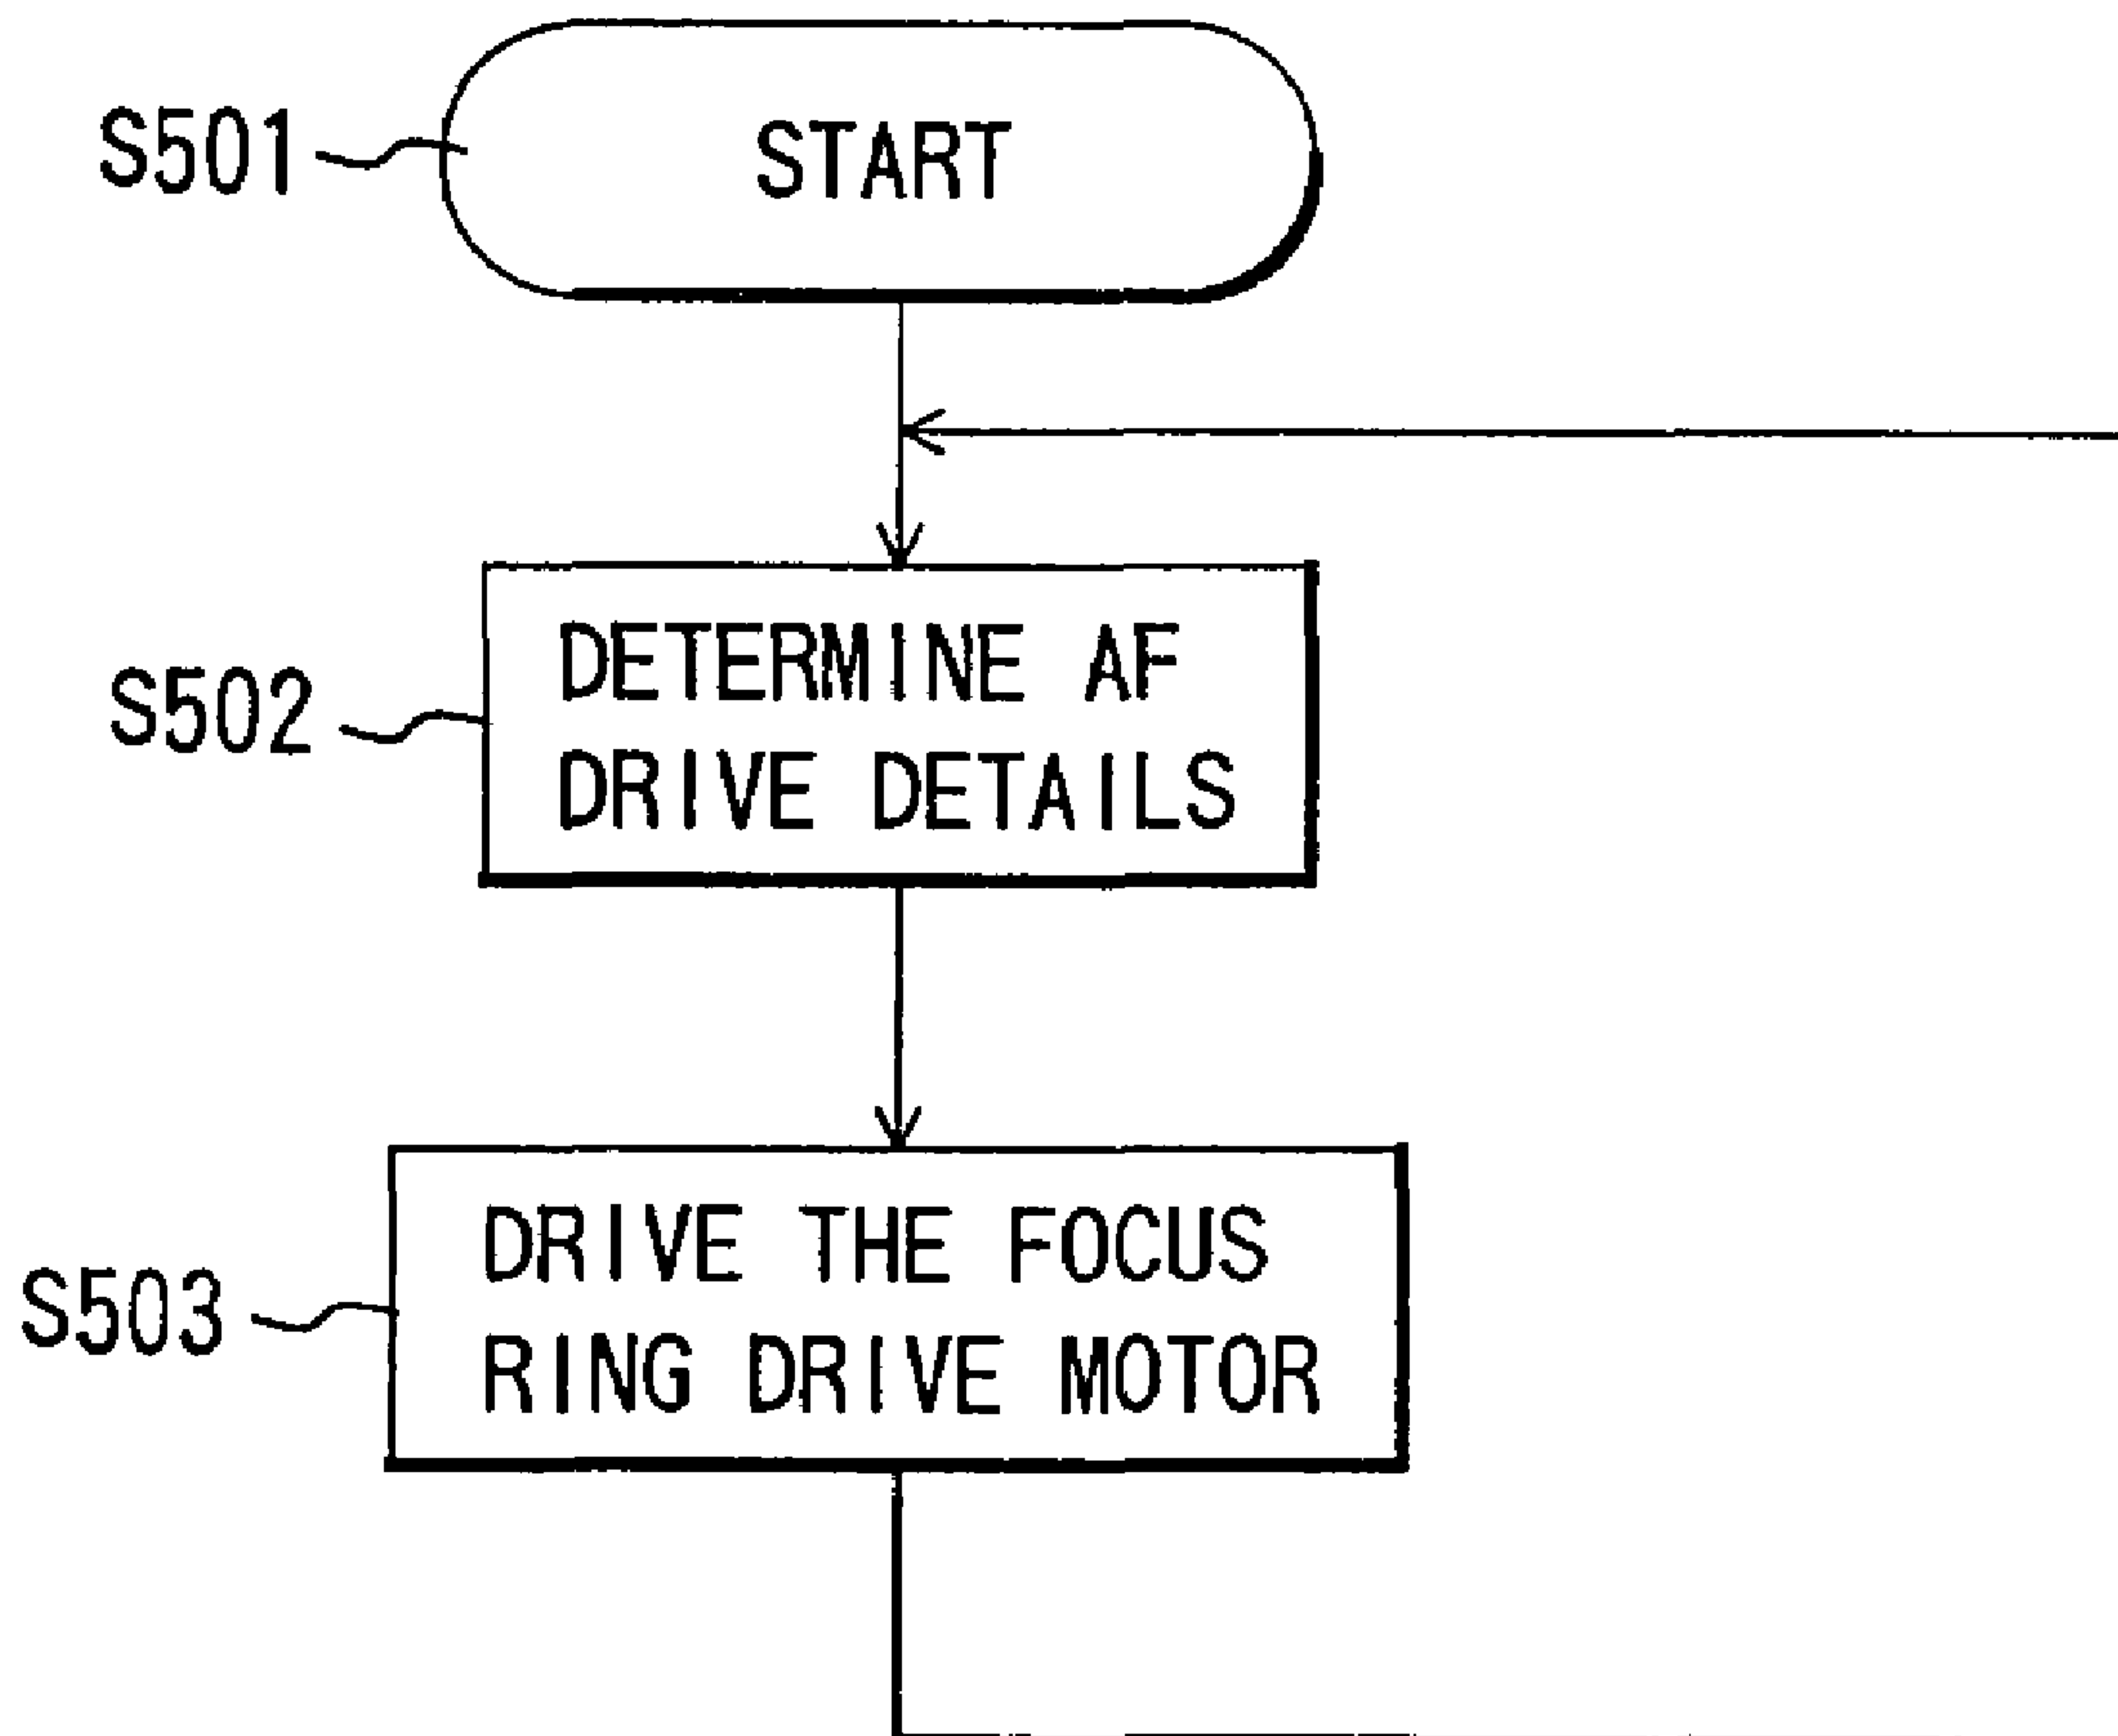 S501
START
S502
DETERMINE AF
DRIVE DETAILS
S503
DRIVE THE FOCUS
RING DRIVE MOTOR